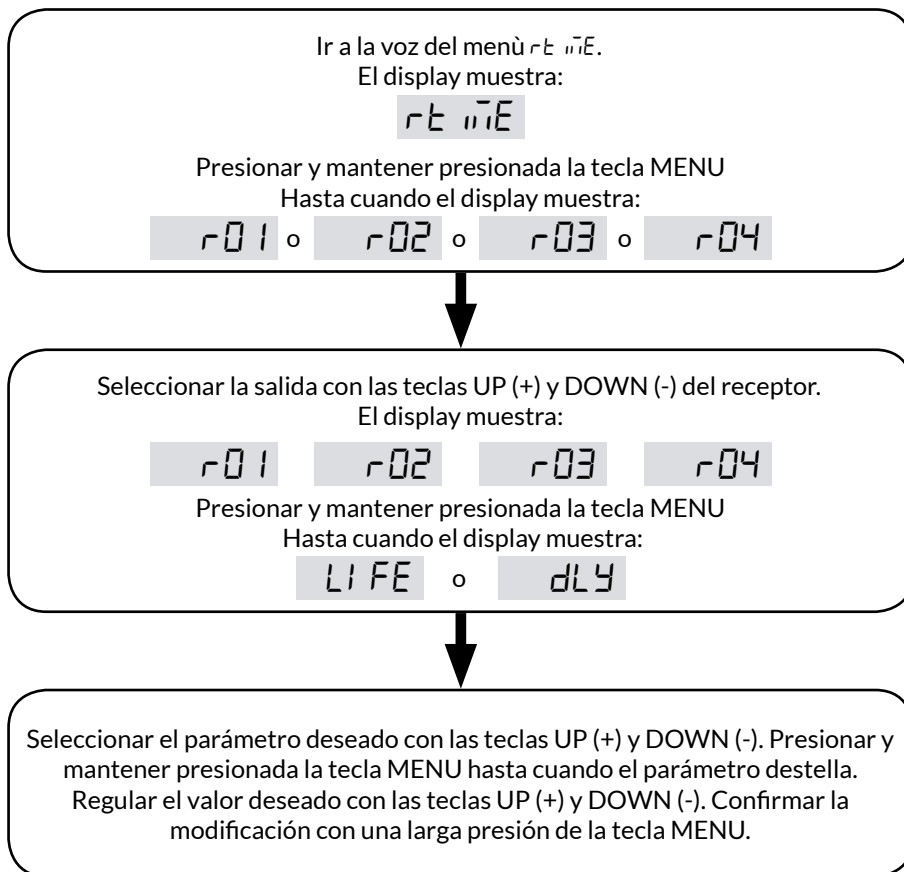 Ir a la voz del menù rtimE.
El display muestra:
rtimE
Presionar y mantener presionada la tecla MENU
Hasta cuando el display muestra:
r01 o r02 o r03 o r04
Seleccionar la salida con las teclas UP (+) y DOWN (-) del receptor.
El display muestra:
r01 r02 r03 r04
Presionar y mantener presionada la tecla MENU
Hasta cuando el display muestra:
LIFE o dLY
Seleccionar el parámetro deseado con las teclas UP (+) y DOWN (-). Presionar y
mantener presionada la tecla MENU hasta cuando el parámetro destella.
Regular el valor deseado con las teclas UP (+) y DOWN (-). Confirmar la
modificación con una larga presión de la tecla MENU.